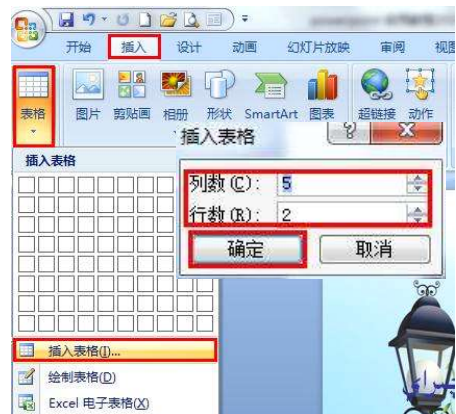 开始 插入 设计 动画 幻灯片放映 审阅 视图
表格 图片 剪贴画 相册 形状 SmartArt 图表 超链接 动作
插入表格
插入表格
列数(C): 5
行数(R): 2
确定 取消
插入表格(I)...
绘制表格(D)
Excel 电子表格(X)